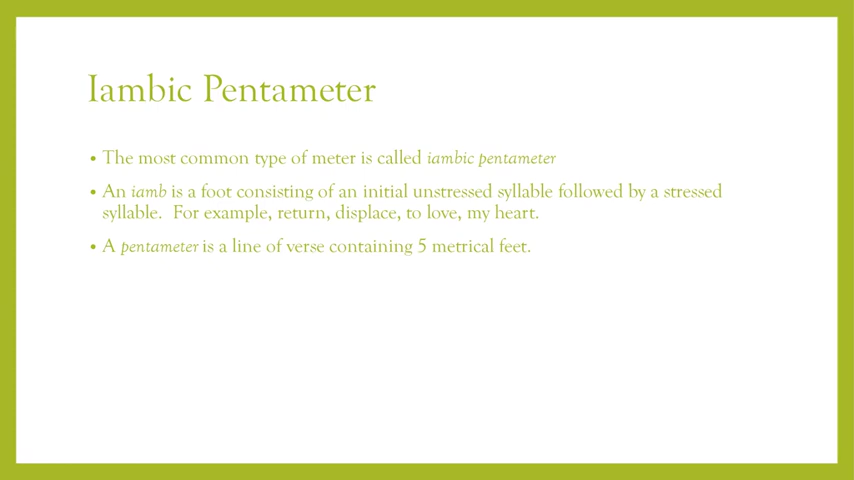 Iambic Pentameter
• The most common type of meter is called iambic pentameter
• An iamb is a foot consisting of an initial unstressed syllable followed by a stressed
syllable.  For example, return, displace, to love, my heart.
• A pentameter is a line of verse containing 5 metrical feet.